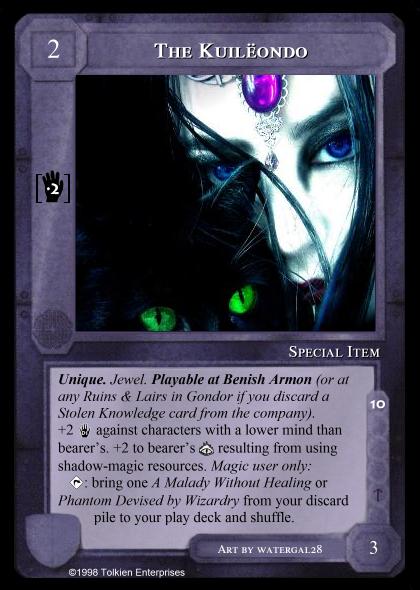 2
THE KUILËONDO
[-2]
SPECIAL ITEM
Unique. Jewel. Playable at Benish Armon (or at
any Ruins & Lairs in Gondor if you discard a
Stolen Knowledge card from the company).
+2 against characters with a lower mind than
bearer's. +2 to bearer's resulting from using
shadow-magic resources. Magic user only:
: bring one A Malady Without Healing or
Phantom Devised by Wizardry from your discard
pile to your play deck and shuffle.
10
ART BY WATERGAL28
3
©1998 Tolkien Enterprises